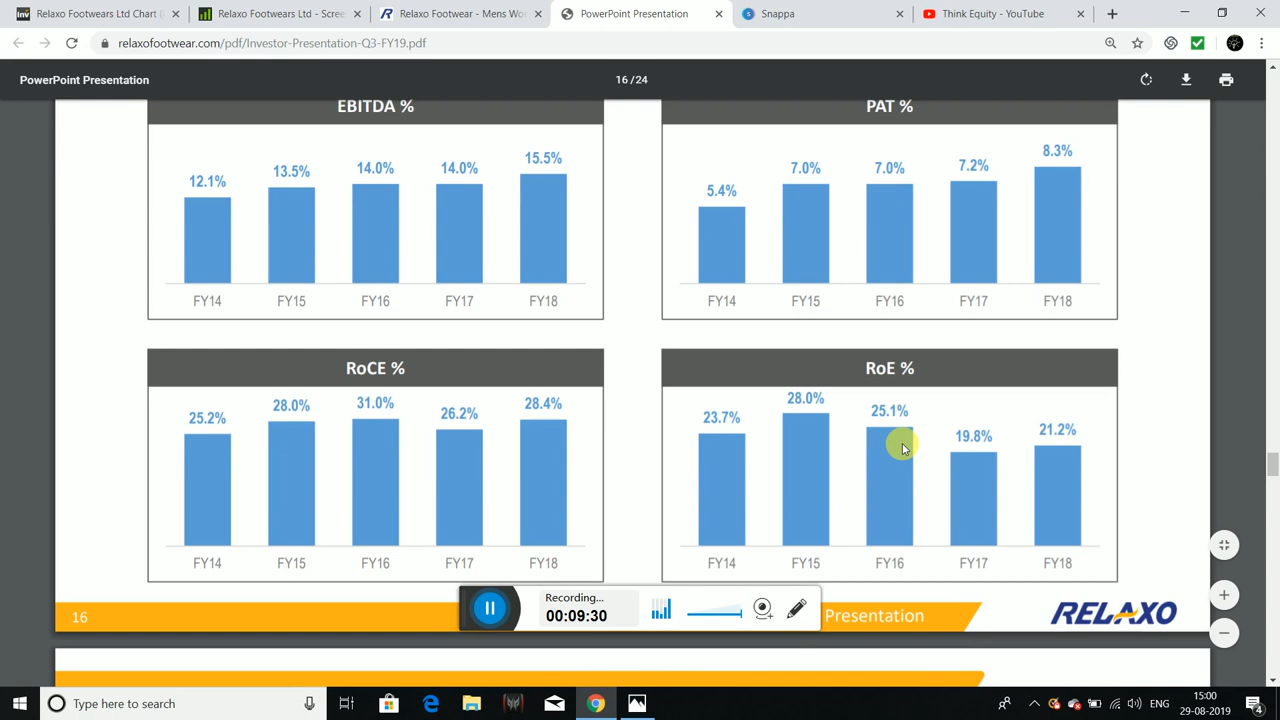 Relaxo Footwears Ltd Chart (
Relaxo Footwears Ltd - Scree
Relaxo Footwear - Mens Wo
PowerPoint Presentation
Snappa
Think Equity - YouTube
relaxofootwear.com/pdf/Investor-Presentation-Q3-FY19.pdf
PowerPoint Presentation
16 / 24
EBITDA %
12.1%
13.5%
14.0%
14.0%
15.5%
FY14
FY15
FY16
FY17
FY18
PAT %
5.4%
7.0%
7.0%
7.2%
8.3%
FY14
FY15
FY16
FY17
FY18
RoCE %
25.2%
28.0%
31.0%
26.2%
28.4%
FY14
FY15
FY16
FY17
FY18
RoE %
23.7%
28.0%
25.1%
19.8%
21.2%
FY14
FY15
FY16
FY17
FY18
16
Recording...
00:09:30
Presentation
RELAXO
Type here to search
ENG
15:00
29-08-2019
4